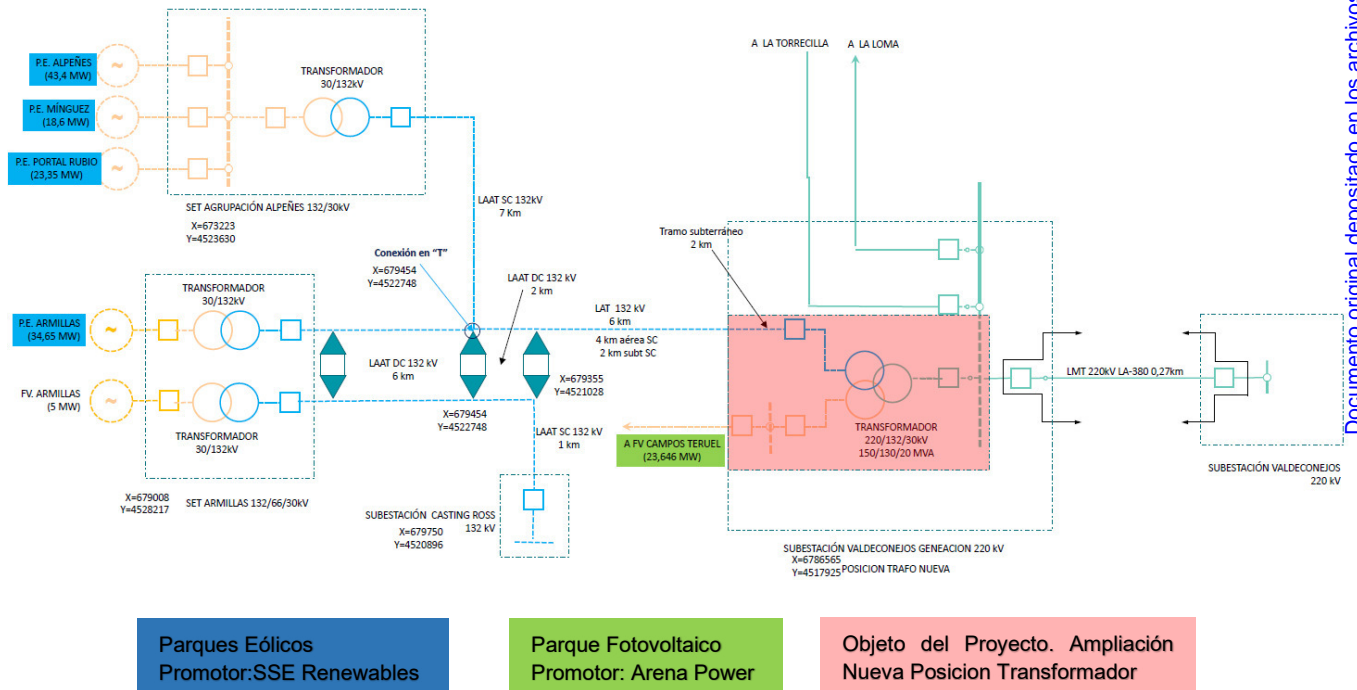 P.E. ALPEÑES
(43,4 MW)
P.E. MÍNGUEZ
(18,6 MW)
P.E. PORTAL RUBIO
(23,35 MW)
TRANSFORMADOR
30/132kV
SET AGRUPACIÓN ALPEÑES 132/30kV
X=673223
Y=4523630
LAAT SC 132kV
7 Km
Conexión en "T"
X=679454
Y=4522748
LAAT DC 132 kV
2 km
P.E. ARMILLAS
(34,65 MW)
TRANSFORMADOR
30/132kV
FV. ARMILLAS
(5 MW)
TRANSFORMADOR
30/132kV
X=679008
Y=4528217
SET ARMILLAS 132/66/30kV
LAAT DC 132 kV
6 km
X=679454
Y=4522748
X=679355
Y=4521028
LAAT SC 132 kV
1 km
SUBESTACIÓN CASTING ROSS
132 kV
X=679750
Y=4520896
LAT 132 kV
6 km
4 km aérea SC
2 km subt SC
Tramo subterráneo
2 km
A LA TORRECILLA
A LA LOMA
A FV CAMPOS TERUEL
(23,646 MW)
TRANSFORMADOR
220/132/30kV
150/130/20 MVA
LMT 220kV LA-380 0,27km
SUBESTACIÓN VALDECONEJOS
220 kV
SUBESTACIÓN VALDECONEJOS GENEACION 220 kV
X=6786565
Y=4517925
POSICION TRAFO NUEVA
Parques Eólicos
Promotor:SSE Renewables
Parque Fotovoltaico
Promotor: Arena Power
Objeto del Proyecto. Ampliación
Nueva Posicion Transformador
Documento original depositado en los archivos